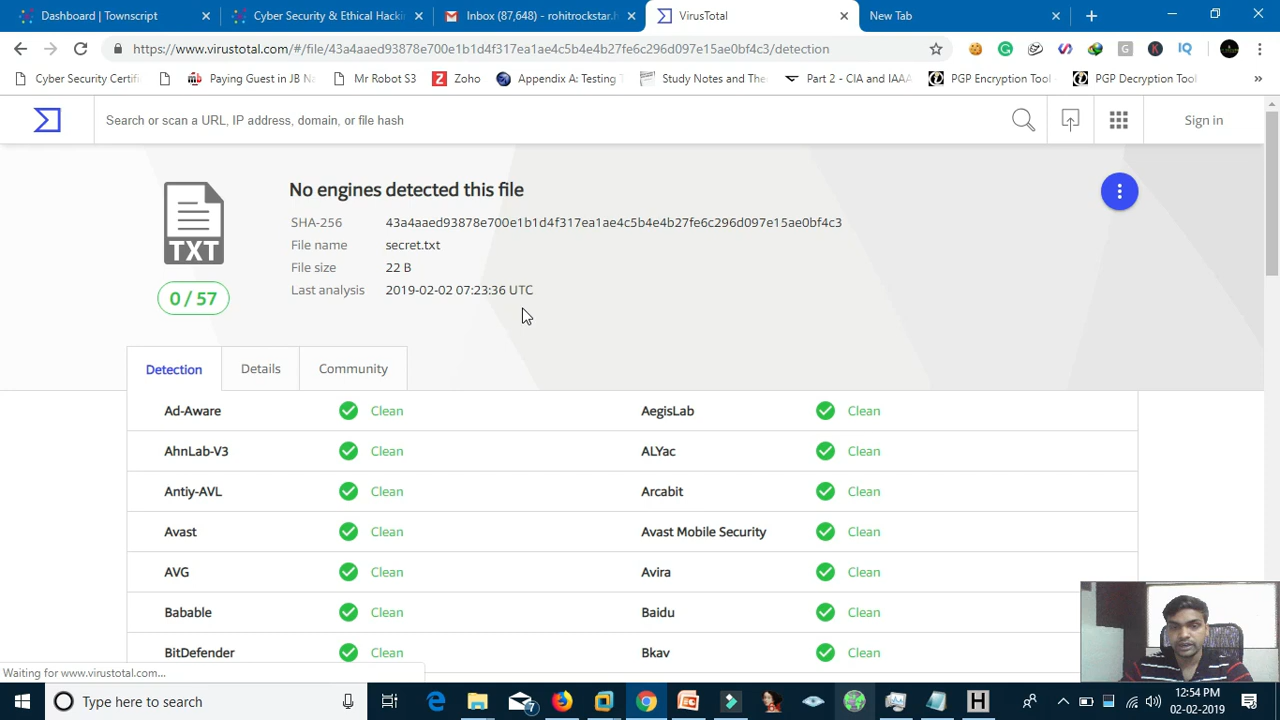 Dashboard | Townscript
Cyber Security & Ethical Hackin
Inbox (87,648) - rohitrockstar.h
VirusTotal
New Tab
https://www.virustotal.com/#/file/43a4aaed93878e700e1b1d4f317ea1ae4c5b4e4b27fe6c296d097e15ae0bf4c3/detection
Cyber Security Certifi
Paying Guest in JB Na
Mr Robot S3
Zoho
Appendix A: Testing T
Study Notes and The
Part 2 - CIA and IAAA
PGP Encryption Tool
PGP Decryption Tool
Search or scan a URL, IP address, domain, or file hash
Sign in
TXT
0 / 57
No engines detected this file
SHA-256 43a4aaed93878e700e1b1d4f317ea1ae4c5b4e4b27fe6c296d097e15ae0bf4c3
File name secret.txt
File size 22 B
Last analysis 2019-02-02 07:23:36 UTC
Detection Details Community
Ad-Aware Clean AegisLab Clean
AhnLab-V3 Clean ALYac Clean
Antiy-AVL Clean Arcabit Clean
Avast Clean Avast Mobile Security Clean
AVG Clean Avira Clean
Babable Clean Baidu Clean
BitDefender Clean Bkav Clean
Waiting for www.virustotal.com...
Type here to search
12:54 PM
02-02-2019